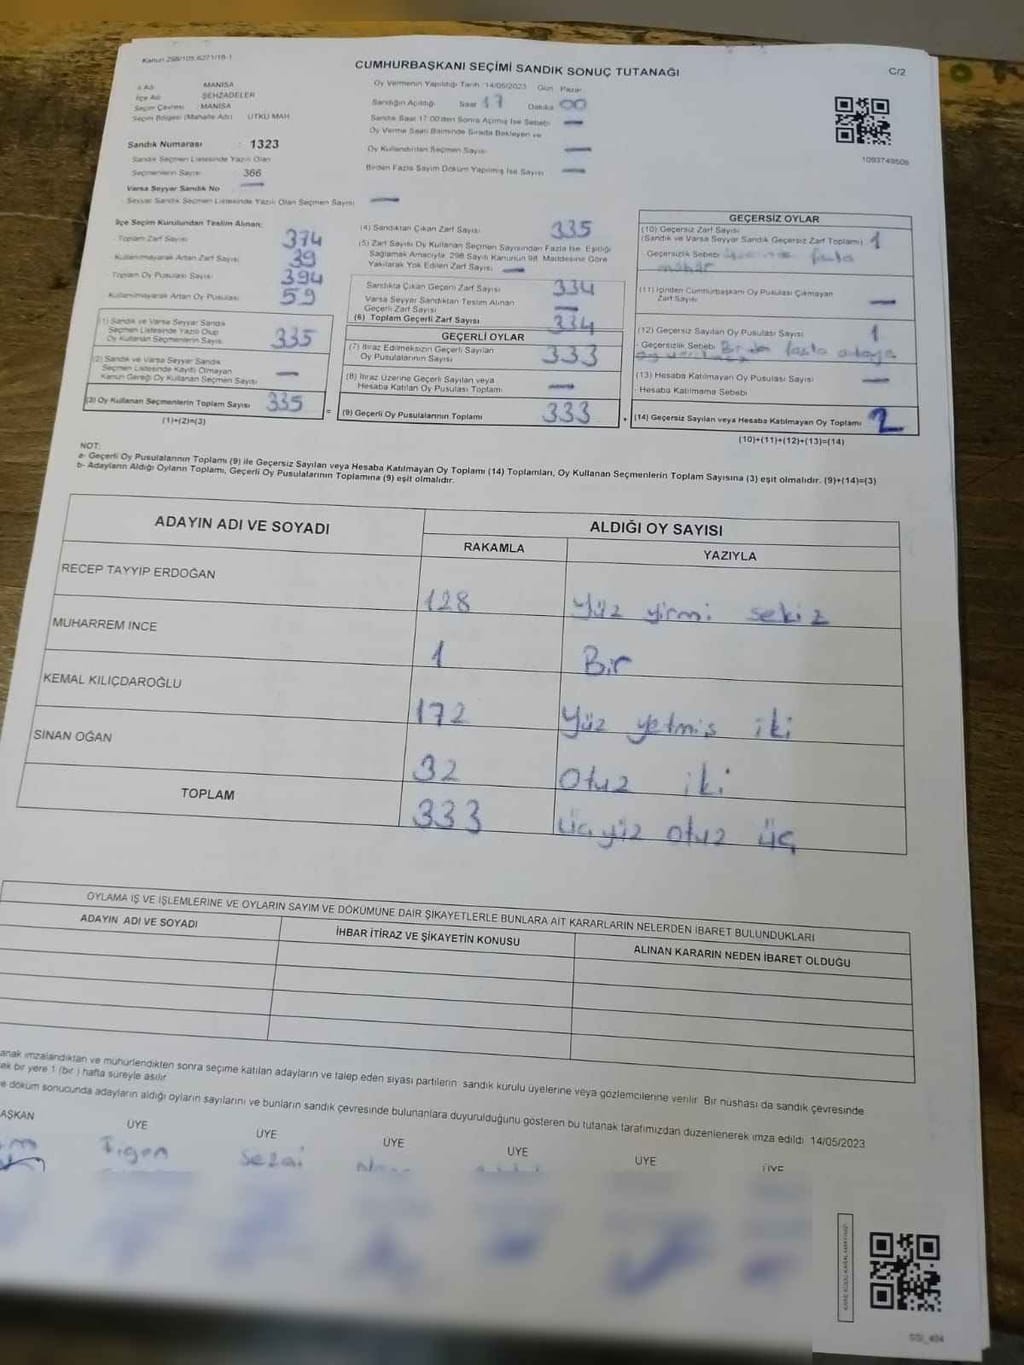 Kanun 298/105,6271/18-1
CUMHURBAŞKANI SEÇİMİ SANDIK SONUÇ TUTANAĞI
C/2
İl Adı: MANİSA
İlçe Adı: ŞEHZADELER
Seçim Çevresi: MANİSA
Seçim Bölgesi (Mahalle Adı) UTKU MAH
Sandık Numarası : 1323
Sandık Seçmen Listesinde Yazılı Olan
Seçmenlerin Sayısı 366
Varsa Seyyar Sandık No —
Seyyar Sandık Seçmen Listesinde Yazılı Olan Seçmen Sayısı —
Oy Vermenin Yapıldığı Tarih :14/05/2023 Gün Pazar
Sandığın Açıldığı Saat 17 Dakika 00
Sandık Saat 17.00'den Sonra Açılmış İse Sebebi —
Oy Verme Saati Bitiminde Sırada Bekleyen ve
Oy Kullandırılan Seçmen Sayısı —
Birden Fazla Sayım Döküm Yapılmış İse Sayısı —
1093749506
İlçe Seçim Kurulundan Teslim Alınan:
Toplam Zarf Sayısı 374
Kullanılmayarak Artan Zarf Sayısı 39
Toplam Oy Pusulası Sayısı 394
Kullanılmayarak Artan Oy Pusulası 59
(1) Sandık ve Varsa Seyyar Sandık
Seçmen Listesinde Yazılı Olup
Oy Kullanan Seçmenlerin Sayısı 335
(2) Sandık ve Varsa Seyyar Sandık
Seçmen Listesinde Kayıtlı Olmayan
Kanun Gereği Oy Kullanan Seçmen Sayısı —
(3) Oy Kullanan Seçmenlerin Toplam Sayısı 335
(1)+(2)=(3)
=
(4) Sandıktan Çıkan Zarf Sayısı 335
(5) Zarf Sayısı Oy Kullanan Seçmen Sayısından Fazla İse, Eşitliği
Sağlamak Amacıyla 298 Sayılı Kanunun 98. Maddesine Göre
Yakılarak Yok Edilen Zarf Sayısı —
Sandıkta Çıkan Geçerli Zarf Sayısı 334
Varsa Seyyar Sandıktan Teslim Alınan
Geçerli Zarf Sayısı —
(6) Toplam Geçerli Zarf Sayısı 334
GEÇERLİ OYLAR
(7) İtiraz Edilmeksizin Geçerli Sayılan
Oy Pusulalarının Sayısı 333
(8) İtiraz Üzerine Geçerli Sayılan veya
Hesaba Katılan Oy Pusulası Toplamı —
(9) Geçerli Oy Pusulalarının Toplamı 333
+
GEÇERSİZ OYLAR
(10) Geçersiz Zarf Sayısı
(Sandık ve Varsa Seyyar Sandık Geçersiz Zarf Toplamı) 1
Geçersizlik Sebebi fazla
mühür
(11) İçinden Cumhurbaşkanı Oy Pusulası Çıkmayan
Zarf Sayısı —
(12) Geçersiz Sayılan Oy Pusulası Sayısı 1
Geçersizlik Sebebi Birden fazla adaya
(13) Hesaba Katılmayan Oy Pusulası Sayısı —
Hesaba Katılmama Sebebi
(14) Geçersiz Sayılan veya Hesaba Katılmayan Oy Toplamı 2
(10)+(11)+(12)+(13)=(14)
NOT:
a- Geçerli Oy Pusulalarının Toplamı (9) ile Geçersiz Sayılan veya Hesaba Katılmayan Oy Toplamı (14) Toplamları, Oy Kullanan Seçmenlerin Toplam Sayısına (3) eşit olmalıdır. (9)+(14)=(3)
b- Adayların Aldığı Oyların Toplamı, Geçerli Oy Pusulalarının Toplamına (9) eşit olmalıdır.
ADAYIN ADI VE SOYADI
ALDIĞI OY SAYISI
RAKAMLA YAZIYLA
RECEP TAYYIP ERDOĞAN 128 Yüz yirmi sekiz
MUHARREM İNCE 1 Bir
KEMAL KILIÇDAROĞLU 172 Yüz yetmiş iki
SİNAN OĞAN 32 Otuz iki
TOPLAM 333 Üç yüz otuz üç
OYLAMA İŞ VE İŞLEMLERİNE VE OYLARIN SAYIM VE DÖKÜMÜNE DAİR ŞİKAYETLERLE BUNLARA AİT KARARLARIN NELERDEN İBARET BULUNDUKLARI
ADAYIN ADI VE SOYADI İHBAR İTİRAZ VE ŞİKAYETİN KONUSU ALINAN KARARIN NEDEN İBARET OLDUĞU
anak imzalandıktan ve mühürlendikten sonra seçime katılan adayların ve talep eden siyasi partilerin sandık kurulu üyelerine veya gözlemcilerine verilir. Bir nüshası da sandık çevresinde
ek bir yere 1 (bir ) hafta süreyle asılır.
e döküm sonucunda adayların aldığı oyların sayılarını ve bunların sandık çevresinde bulunanlara duyurulduğunu gösteren bu tutanak tarafımızdan düzenlenerek imza edildi. 14/05/2023
AŞKAN ÜYE ÜYE ÜYE ÜYE ÜYE ÜYE
Figen Sezai